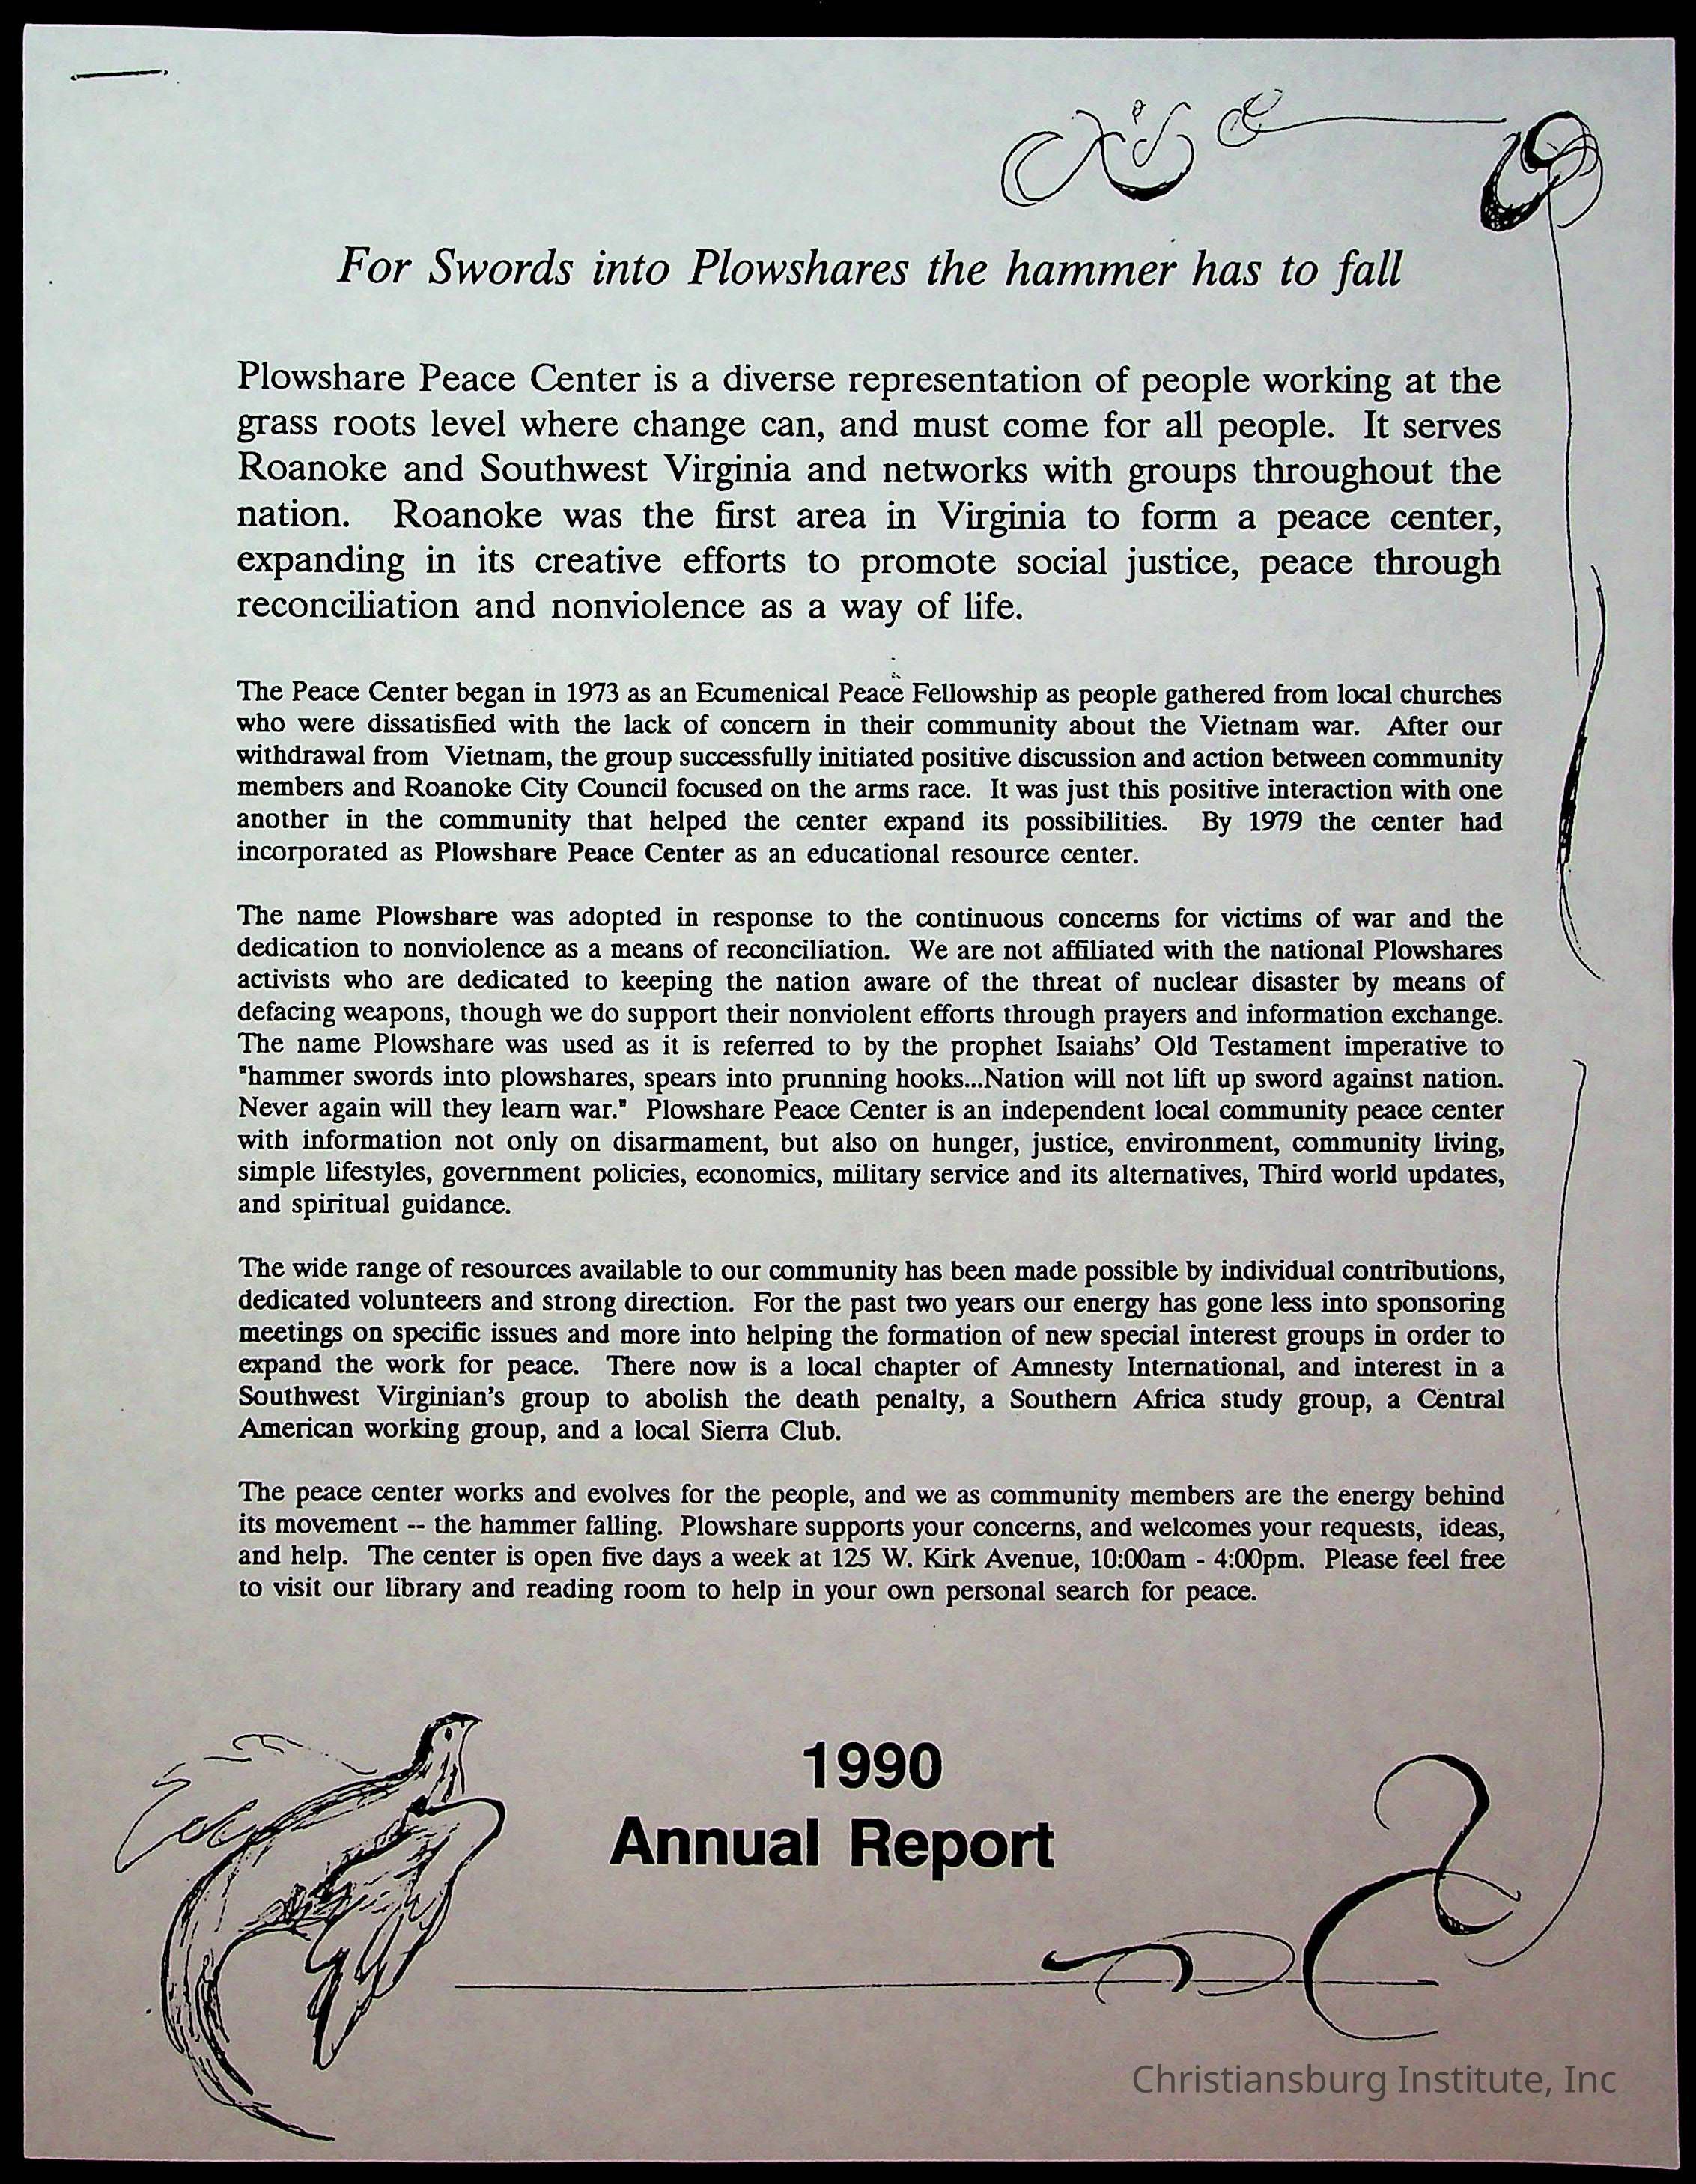 For Swords into Plowshares the hammer has to fall
Plowshare Peace Center is a diverse representation of people working at the
grass roots level where change can, and must come for all people. It serves
Roanoke and Southwest Virginia and networks with groups throughout the
nation. Roanoke was the first area in Virginia to form a peace center,
expanding in its creative efforts to promote social justice, peace through
reconciliation and nonviolence as a way of life.
The Peace Center began in 1973 as an Ecumenical Peace Fellowship as people gathered from local churches
who were dissatisfied with the lack of concern in their community about the Vietnam war. After our
withdrawal from Vietnam, the group successfully initiated positive discussion and action between community
members and Roanoke City Council focused on the arms race. It was just this positive interaction with one
another in the community that helped the center expand its possibilities. By 1979 the center had
incorporated as Plowshare Peace Center as an educational resource center.
The name Plowshare was adopted in response to the continuous concerns for victims of war and the
dedication to nonviolence as a means of reconciliation. We are not affiliated with the national Plowshares
activists who are dedicated to keeping the nation aware of the threat of nuclear disaster by means of
defacing weapons, though we do support their nonviolent efforts through prayers and information exchange.
The name Plowshare was used as it is referred to by the prophet Isaiahs' Old Testament imperative to
"hammer swords into plowshares, spears into prunning hooks...Nation will not lift up sword against nation.
Never again will they learn war." Plowshare Peace Center is an independent local community peace center
with information not only on disarmament, but also on hunger, justice, environment, community living,
simple lifestyles, government policies, economics, military service and its alternatives, Third world updates,
and spiritual guidance.
The wide range of resources available to our community has been made possible by individual contributions,
dedicated volunteers and strong direction. For the past two years our energy has gone less into sponsoring
meetings on specific issues and more into helping the formation of new special interest groups in order to
expand the work for peace. There now is a local chapter of Amnesty International, and interest in a
Southwest Virginian's group to abolish the death penalty, a Southern Africa study group, a Central
American working group, and a local Sierra Club.
The peace center works and evolves for the people, and we as community members are the energy behind
its movement -- the hammer falling. Plowshare supports your concerns, and welcomes your requests, ideas,
and help. The center is open five days a week at 125 W. Kirk Avenue, 10:00am - 4:00pm. Please feel free
to visit our library and reading room to help in your own personal search for peace.
1990
Annual Report
Christiansburg Institute, Inc